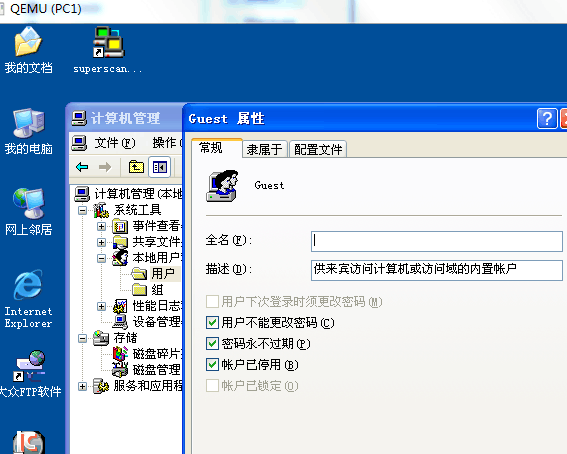 QEMU (PC1)
我的文档
superscan...
我的电脑
网上邻居
Internet
Explorer
大众FTP软件
计算机管理
文件(F)
操作(
计算机管理(本地
系统工具
事件查看
共享文件
本地用户
用户
组
性能日志
设备管理
存储
磁盘碎片
磁盘管理
服务和应用程
Guest 属性
常规
隶属于
配置文件
Guest
全名(F):
描述(D):
供来宾访问计算机或访问域的内置帐户
用户下次登录时须更改密码(M)
用户不能更改密码(C)
密码永不过期(P)
帐户已停用(B)
帐户已锁定(O)